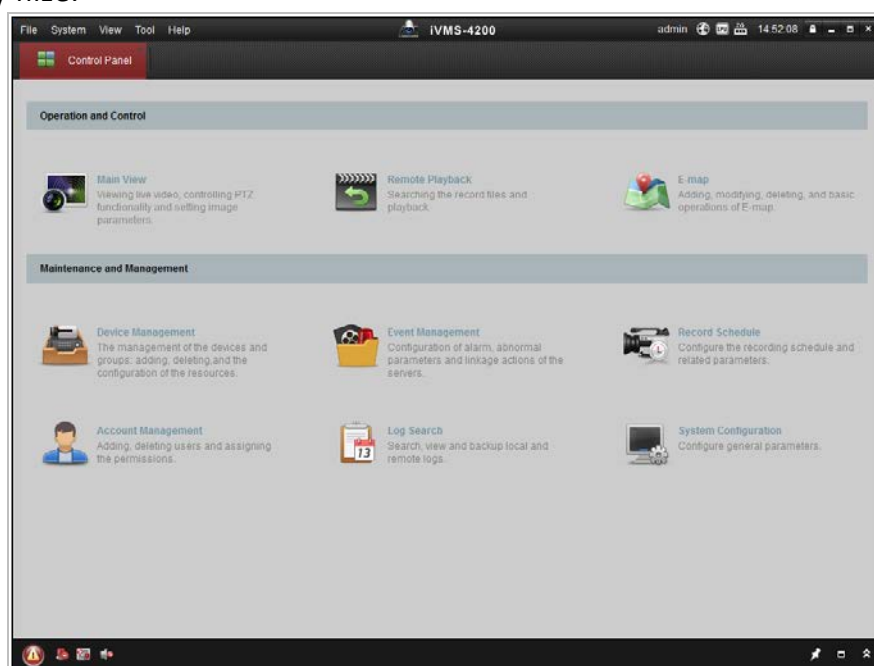 File System View Tool Help iVMS-4200 admin 14:52:08
Control Panel
Operation and Control
Main View
Viewing live video, controlling PTZ
functionality and setting image
parameters.
Remote Playback
Searching the record files and
playback.
E-map
Adding, modifying, deleting, and basic
operations of E-map.
Maintenance and Management
Device Management
The management of the devices and
groups, adding, deleting,and the
configuration of the resources.
Event Management
Configuration of alarm, abnormal
parameters and linkage actions of the
servers.
Record Schedule
Configure the recording schedule and
related parameters.
Account Management
Adding, deleting users and assigning
the permissions.
13
Log Search
Search, view and backup local and
remote logs.
System Configuration
Configure general parameters.